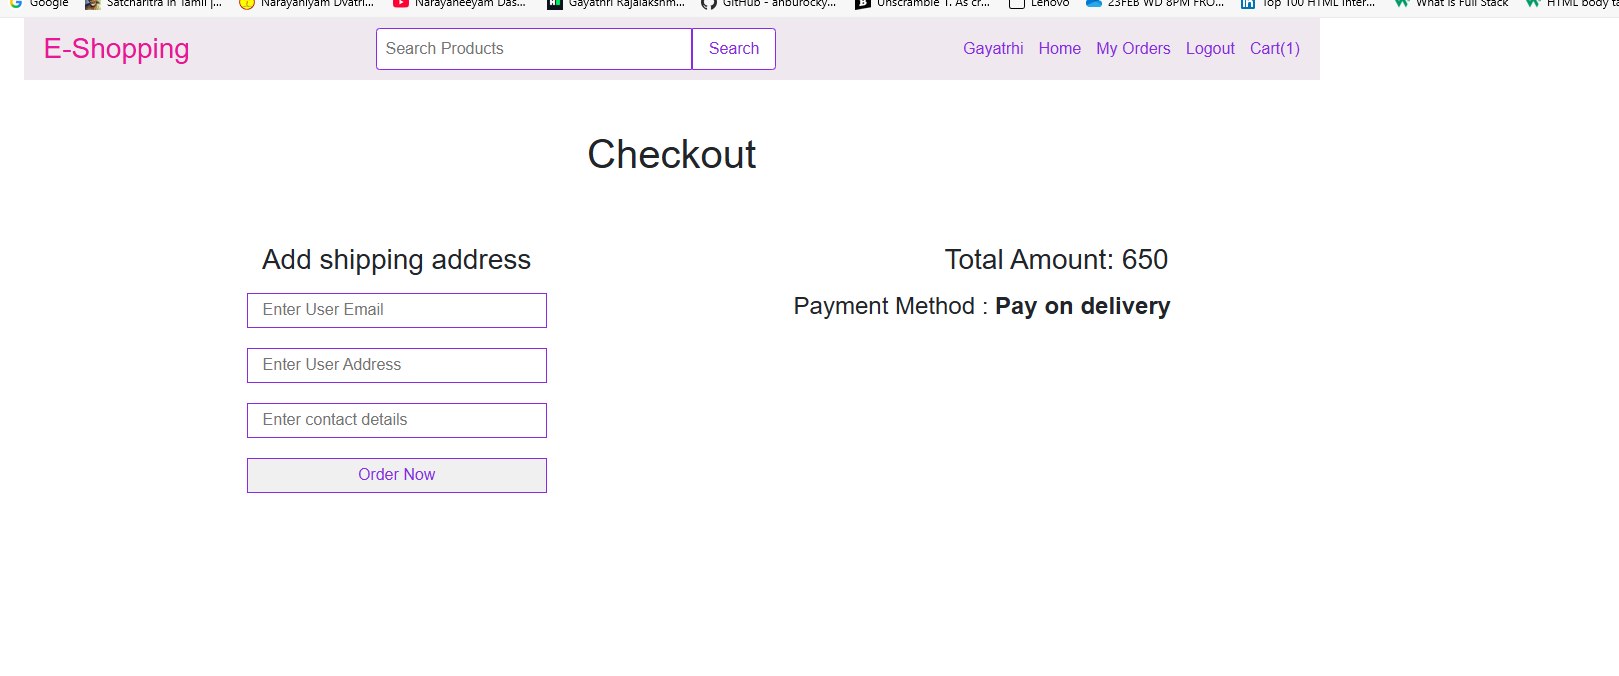 Google Satcharitra in Tamil |... Narayaniyam Dvatri... Narayaneeyam Das... Gayathri Rajalakshm... GitHub - anburocky... Unscramble T. As cr... Lenovo 23FEB WD 8PM FRO... Top 100 HTML Inter... What is Full Stack HTML body ta
E-Shopping Search Products Search Gayatrhi Home My Orders Logout Cart(1)
Checkout
Add shipping address
Enter User Email
Enter User Address
Enter contact details
Order Now
Total Amount: 650
Payment Method : Pay on delivery